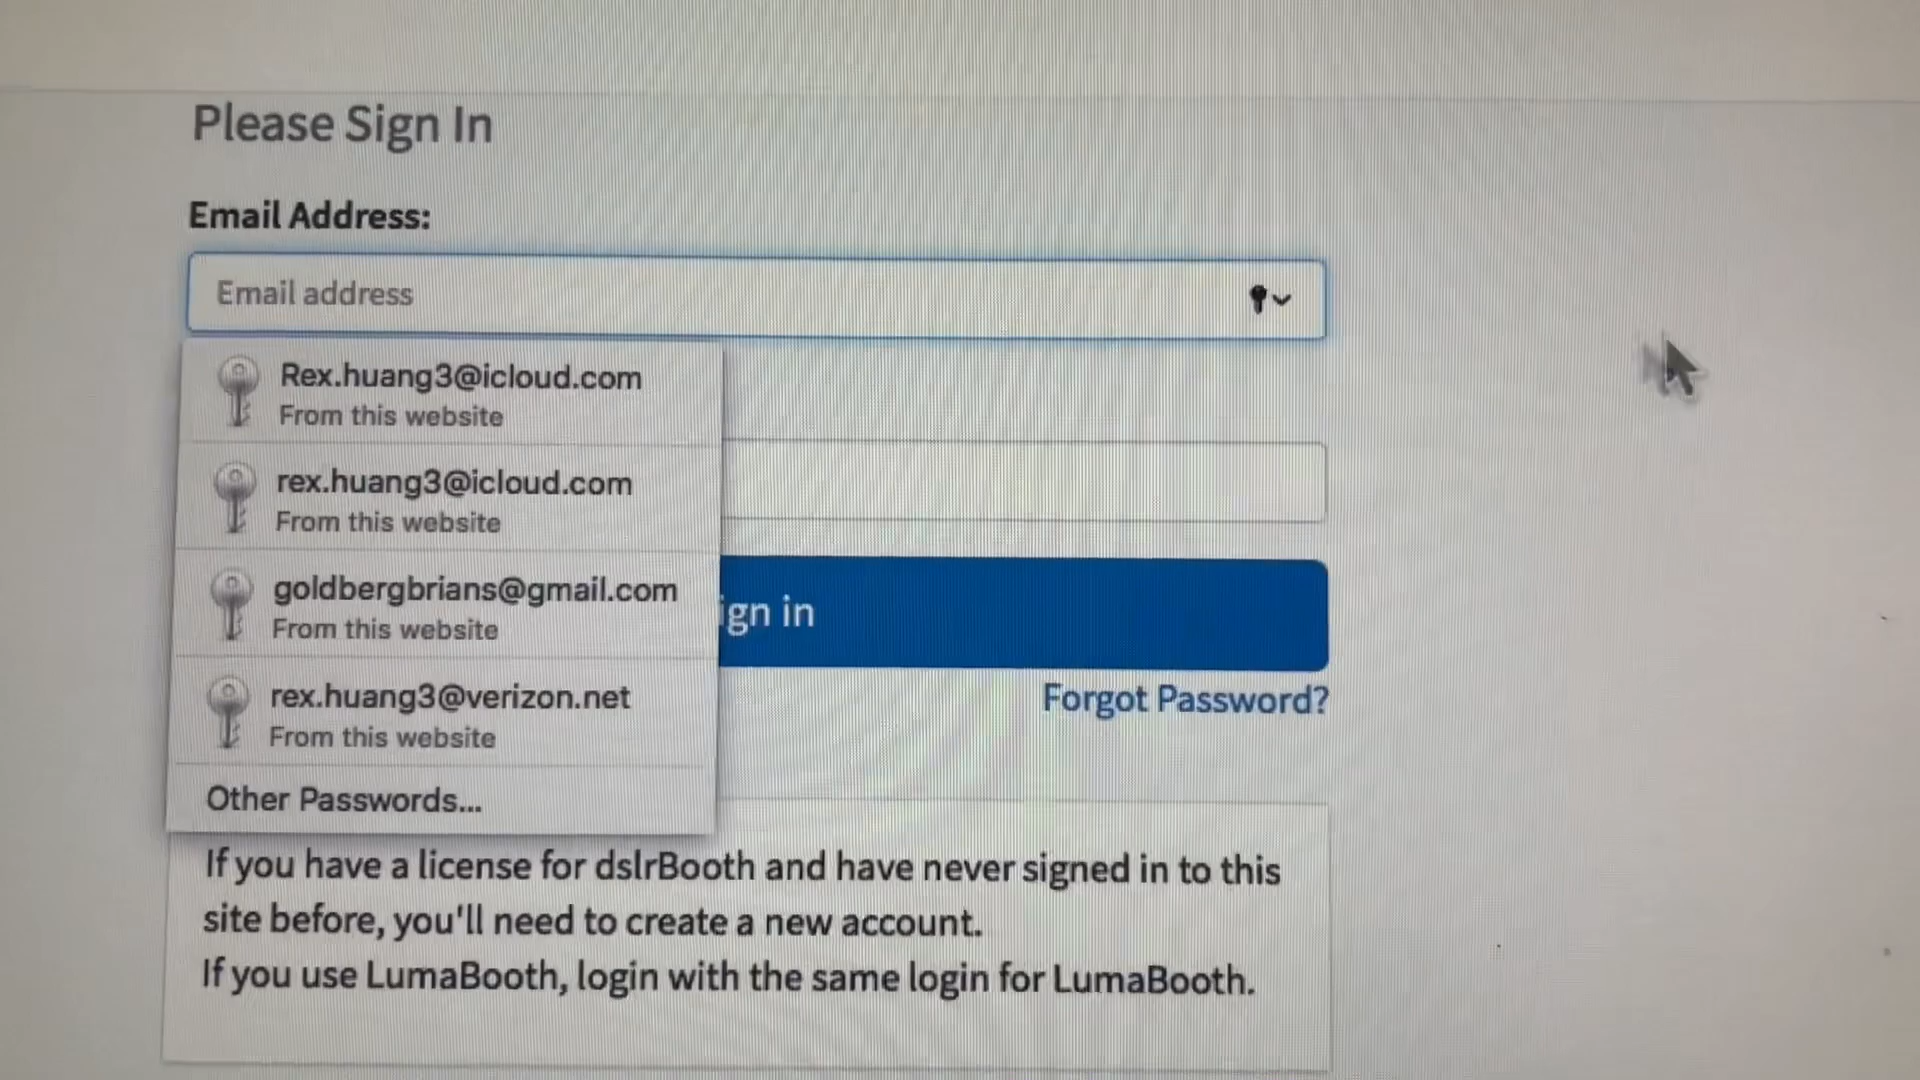 Please Sign In
Email Address:
Email address
Rex.huang3@icloud.com
From this website
rex.huang3@icloud.com
From this website
goldbergbrians@gmail.com
From this website
ign in
rex.huang3@verizon.net
From this website
Forgot Password?
Other Passwords...
If you have a license for dslrBooth and have never signed in to this
site before, you'll need to create a new account.
If you use LumaBooth, login with the same login for LumaBooth.